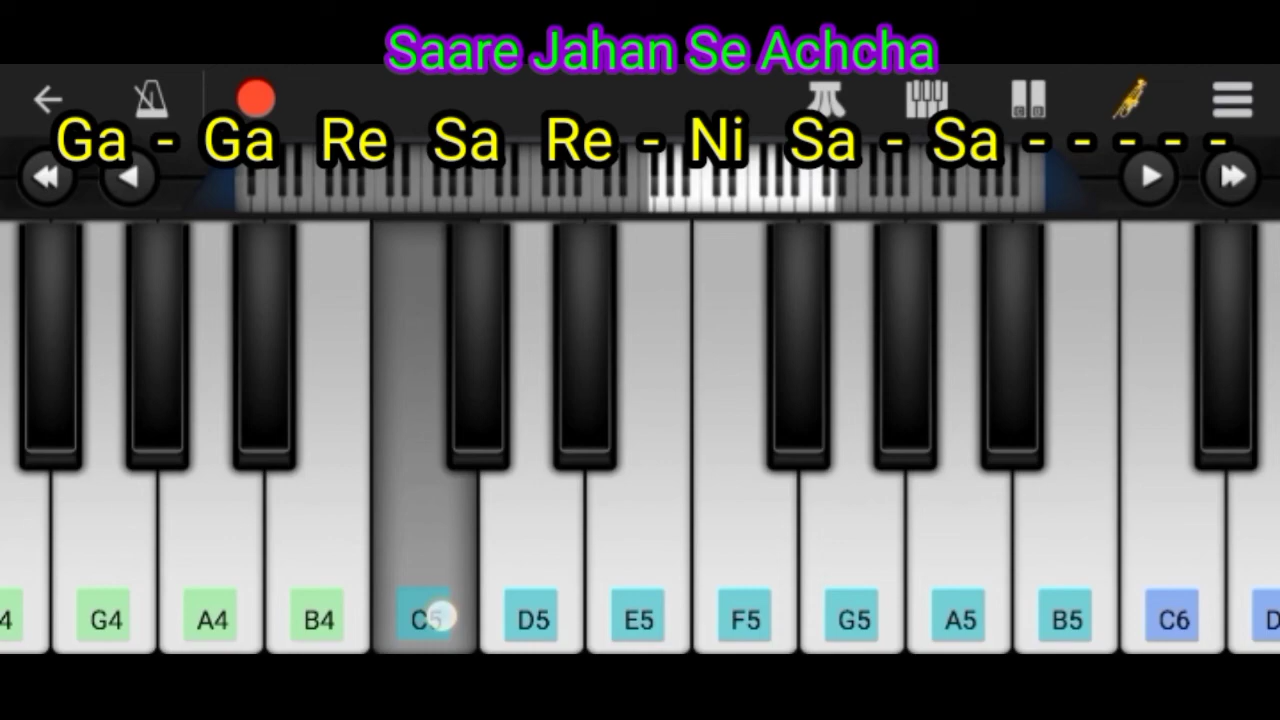 Saare Jahan Se Achcha
Ga - Ga Re Sa Re - Ni Sa - Sa - - - - -
4 G4 A4 B4 C5 D5 E5 F5 G5 A5 B5 C6 D